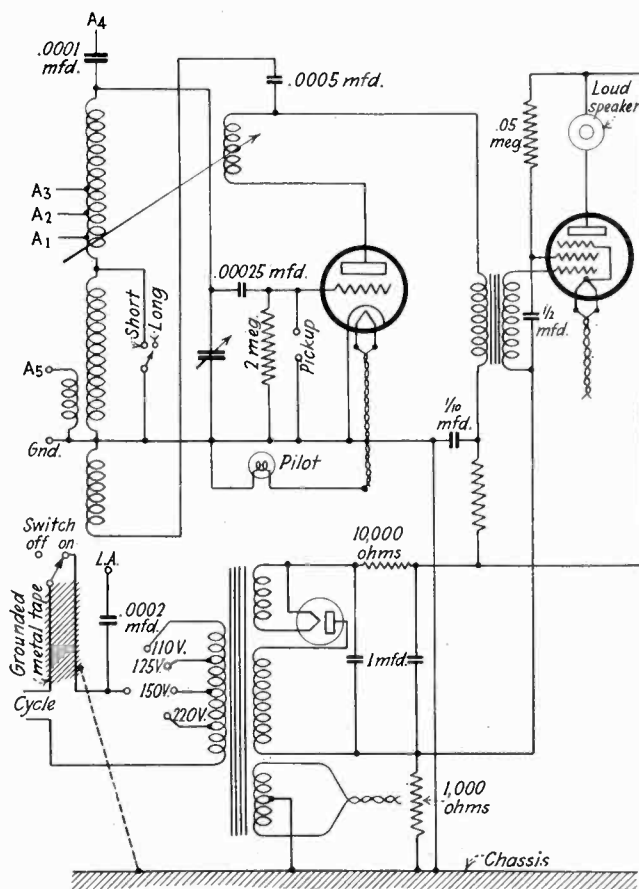 A4
.0001
mfd.
.0005 mfd.
Loud
speaker
.05
meg.
A3
A2
A1
.00025 mfd.
Short
Long
2 meg.
Pickup
1/2
mfd.
A5
Gnd.
1/10
mfd.
Pilot
Switch
off on
L.A.
10,000
ohms
Grounded
metal tape
.0002
mfd.
110V.
125V.
150V.
220V.
1 mfd.
Cycle
1,000
ohms
Chassis